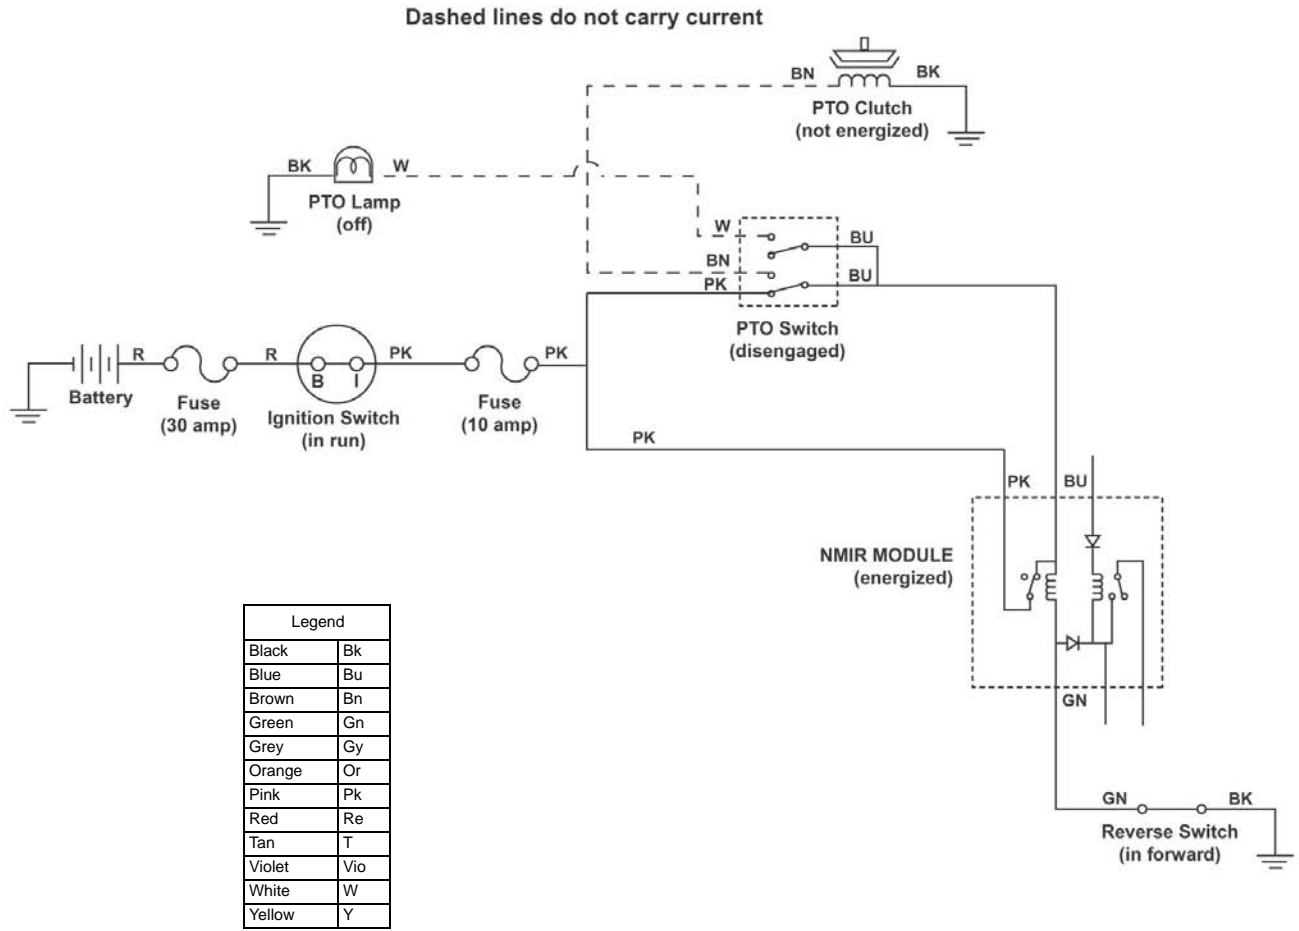 Dashed lines do not carry current
BN
BK
PTO Clutch
(not energized)
BK
W
PTO Lamp
(off)
W
BU
BN
BU
PK
PTO Switch
(disengaged)
R
R
PK
PK
B
I
Battery
Fuse
(30 amp)
Ignition Switch
(in run)
Fuse
(10 amp)
PK
PK
BU
NMIR MODULE
(energized)
GN
GN
BK
Reverse Switch
(in forward)
Legend
Black Bk
Blue Bu
Brown Bn
Green Gn
Grey Gy
Orange Or
Pink Pk
Red Re
Tan T
Violet Vio
White W
Yellow Y